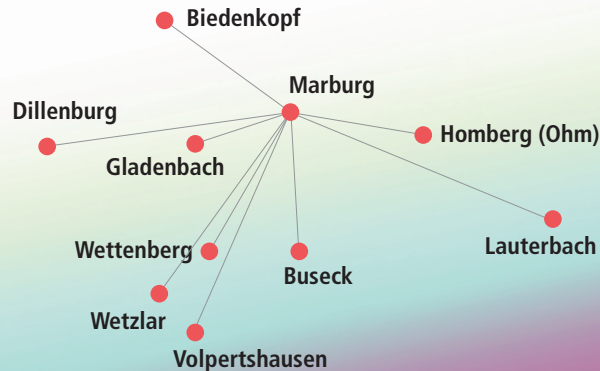 Biedenkopf
Marburg
Dillenburg
Homberg (Ohm)
Gladenbach
Lauterbach
Wettenberg
Buseck
Wetzlar
Volpertshausen